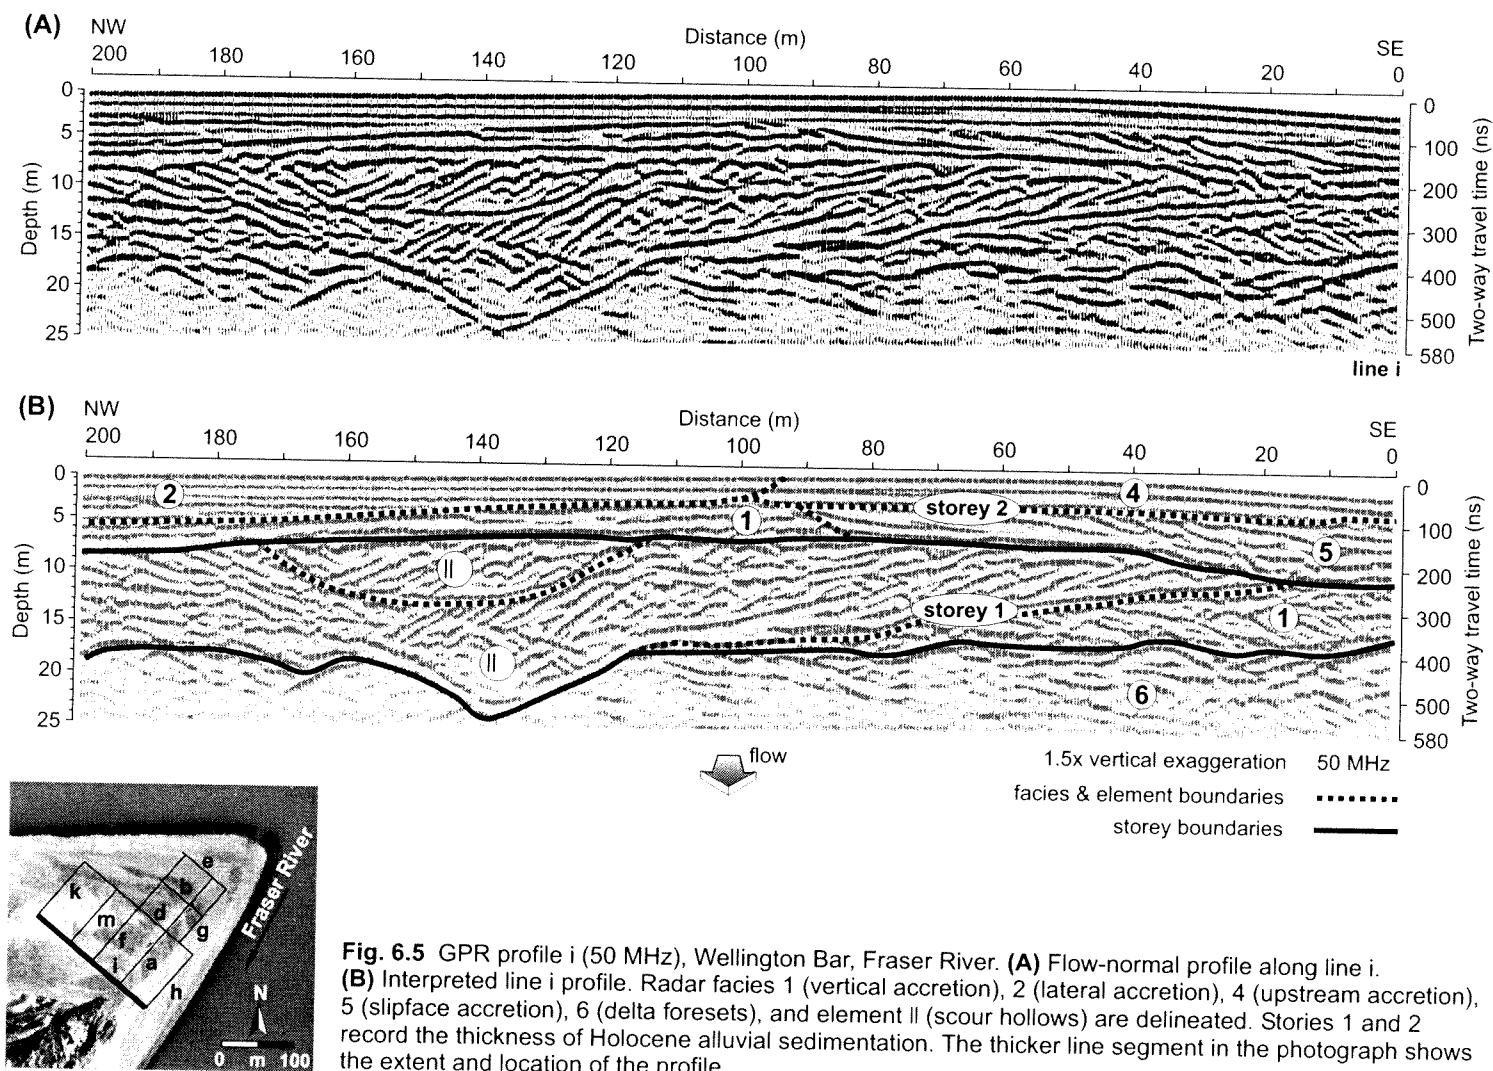 (A) NW
Distance (m)
SE
200 180 160 140 120 100 80 60 40 20 0
0
5
10
15
20
25
Depth (m)
0
100
200
300
400
500
580
Two-way travel time (ns)
line i
(B) NW
Distance (m)
SE
200 180 160 140 120 100 80 60 40 20 0
0
5
10
15
20
25
Depth (m)
0
100
200
300
400
500
580
Two-way travel time (ns)
2
4
storey 2
1
5
II
storey 1
1
II
6
flow
1.5x vertical exaggeration 50 MHz
facies & element boundaries
storey boundaries
e
k
b
m
d
f
g
i
a
h
Fraser River
N
0 m 100
Fig. 6.5 GPR profile i (50 MHz), Wellington Bar, Fraser River. (A) Flow-normal profile along line i.
(B) Interpreted line i profile. Radar facies 1 (vertical accretion), 2 (lateral accretion), 4 (upstream accretion),
5 (slipface accretion), 6 (delta foresets), and element II (scour hollows) are delineated. Stories 1 and 2
record the thickness of Holocene alluvial sedimentation. The thicker line segment in the photograph shows
the extent and location of the profile.